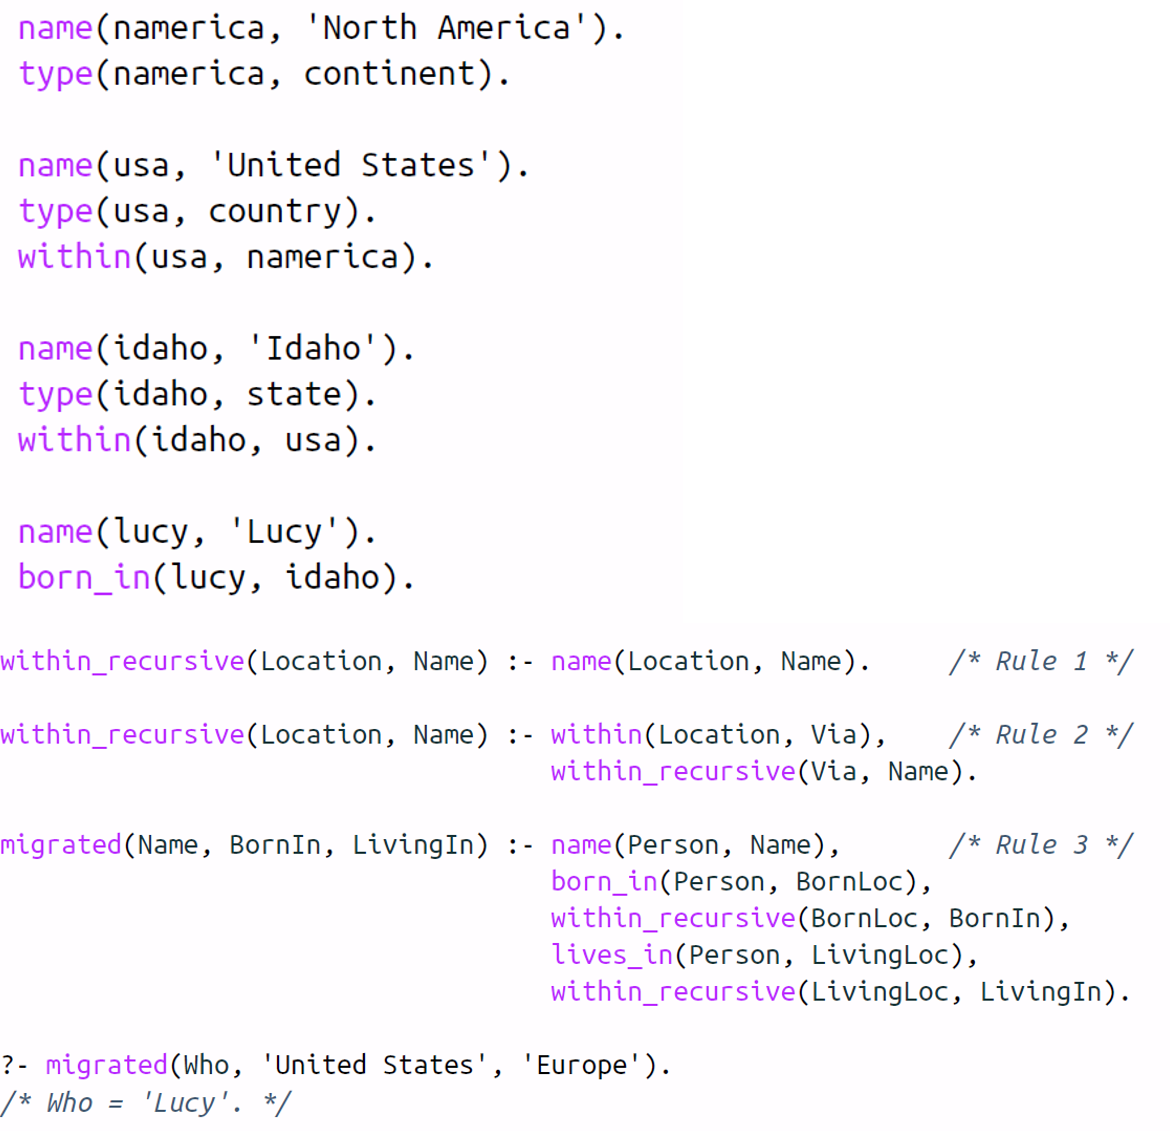 name(namerica, 'North America').
type(namerica, continent).
name(usa, 'United States').
type(usa, country).
within(usa, namerica).
name(idaho, 'Idaho').
type(idaho, state).
within(idaho, usa).
name(lucy, 'Lucy').
born_in(lucy, idaho).
within_recursive(Location, Name) :- name(Location, Name).     /* Rule 1 */
within_recursive(Location, Name) :- within(Location, Via),    /* Rule 2 */
                                    within_recursive(Via, Name).
migrated(Name, BornIn, LivingIn) :- name(Person, Name),       /* Rule 3 */
                                    born_in(Person, BornLoc),
                                    within_recursive(BornLoc, BornIn),
                                    lives_in(Person, LivingLoc),
                                    within_recursive(LivingLoc, LivingIn).
?- migrated(Who, 'United States', 'Europe').
/* Who = 'Lucy'. */